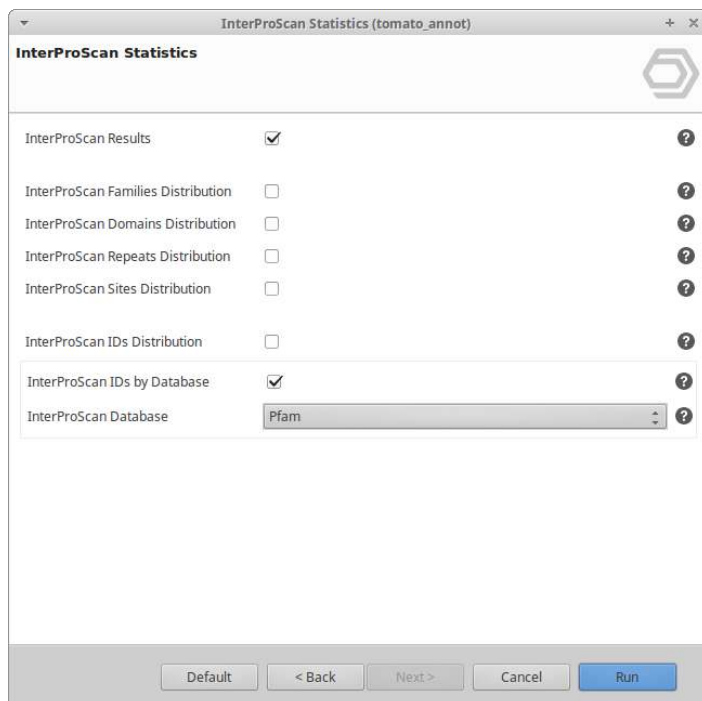 InterProScan Statistics (tomato_annot)
InterProScan Statistics
InterProScan Results
InterProScan Families Distribution
InterProScan Domains Distribution
InterProScan Repeats Distribution
InterProScan Sites Distribution
InterProScan IDs Distribution
InterProScan IDs by Database
InterProScan Database Pfam
Default < Back Next > Cancel Run